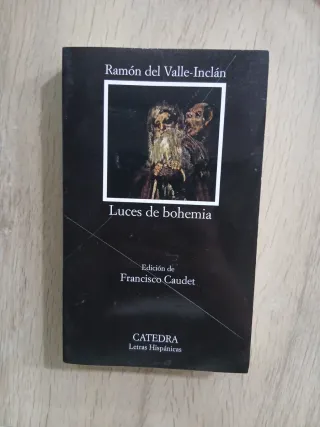 Ramón del Valle-Inclán
Luces de bohemia
Edición de
Francisco Caudet
CATEDRA
Letras Hispánicas